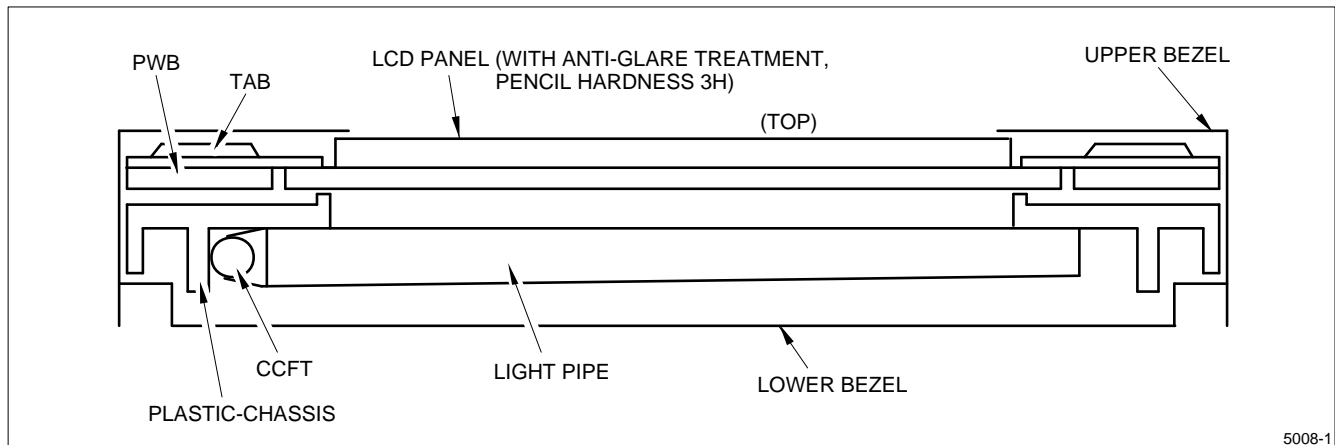 LCD PANEL (WITH ANTI-GLARE TREATMENT,
PENCIL HARDNESS 3H)
UPPER BEZEL
PWB
TAB
(TOP)
CCFT
LIGHT PIPE
LOWER BEZEL
PLASTIC-CHASSIS
5008-1